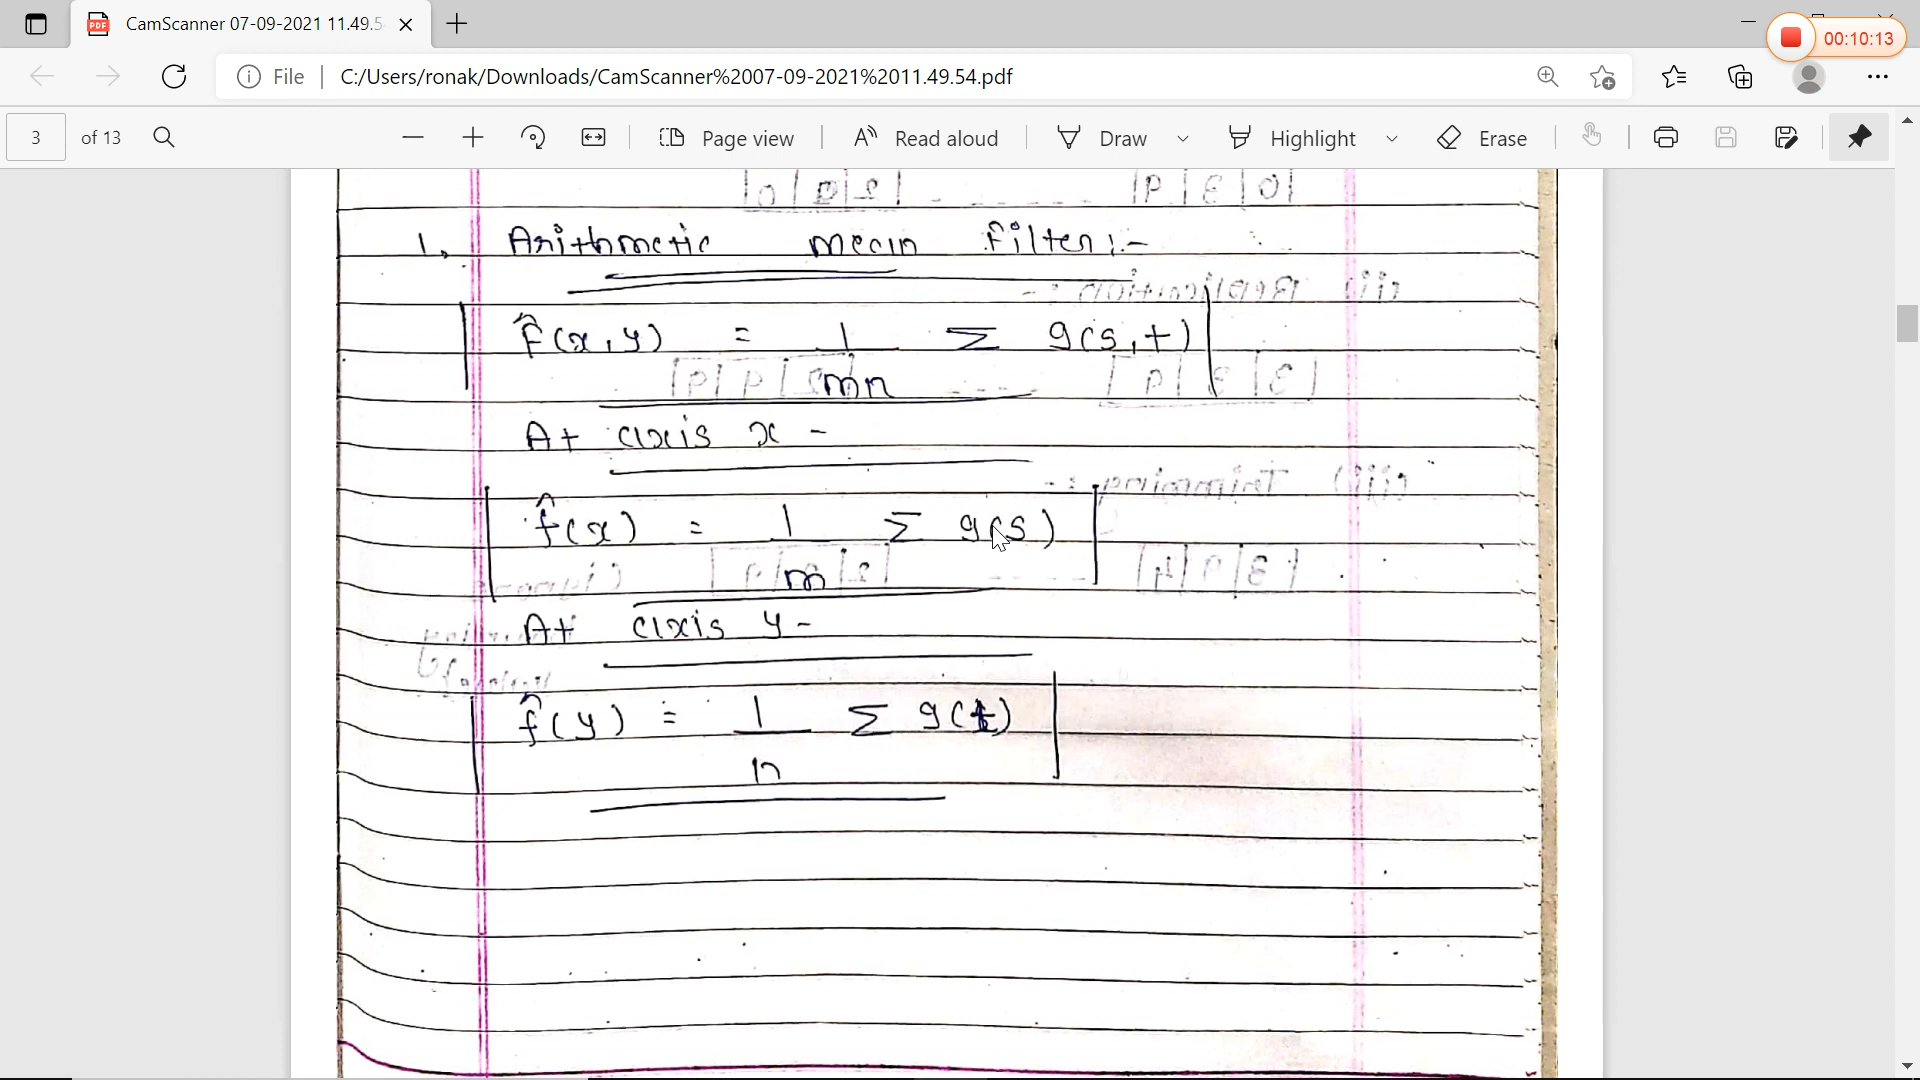 CamScanner 07-09-2021 11.49.5
00:10:13
File
C:/Users/ronak/Downloads/CamScanner%2007-09-2021%2011.49.54.pdf
3 of 13
Page view
Read aloud
Draw
Highlight
Erase
1. Arithmetic mean filter :-
f̂(x,y) = 1/mn Σ g(s,t)
At axis x -
f̂(x) = 1/m Σ g(s)
At axis y -
f̂(y) = 1/n Σ g(t)